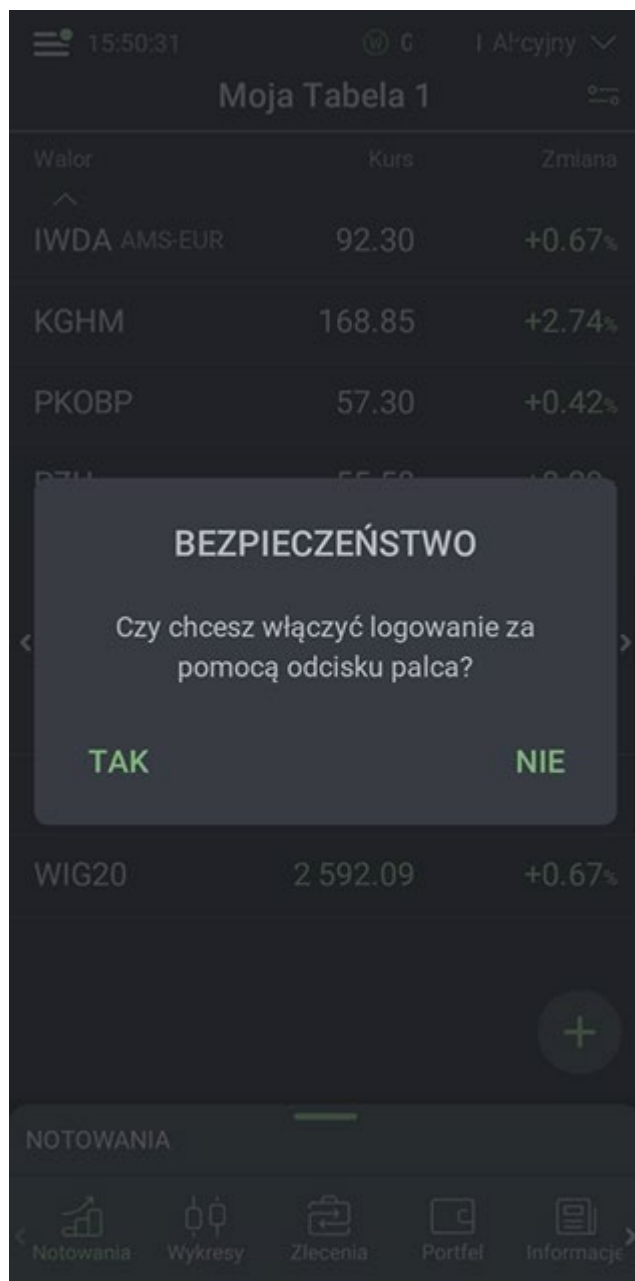 15:50:31
Moja Tabela 1
Walor Kurs Zmiana
IWDA AMS-EUR 92.30 +0.67%
KGHM 168.85 +2.74%
PKOBP 57.30 +0.42%
BEZPIECZEŃSTWO
Czy chcesz włączyć logowanie za
pomocą odcisku palca?
TAK NIE
WIG20 2 592.09 +0.67%
NOTOWANIA
Notowania Wykresy Zlecenia Portfel Informacje